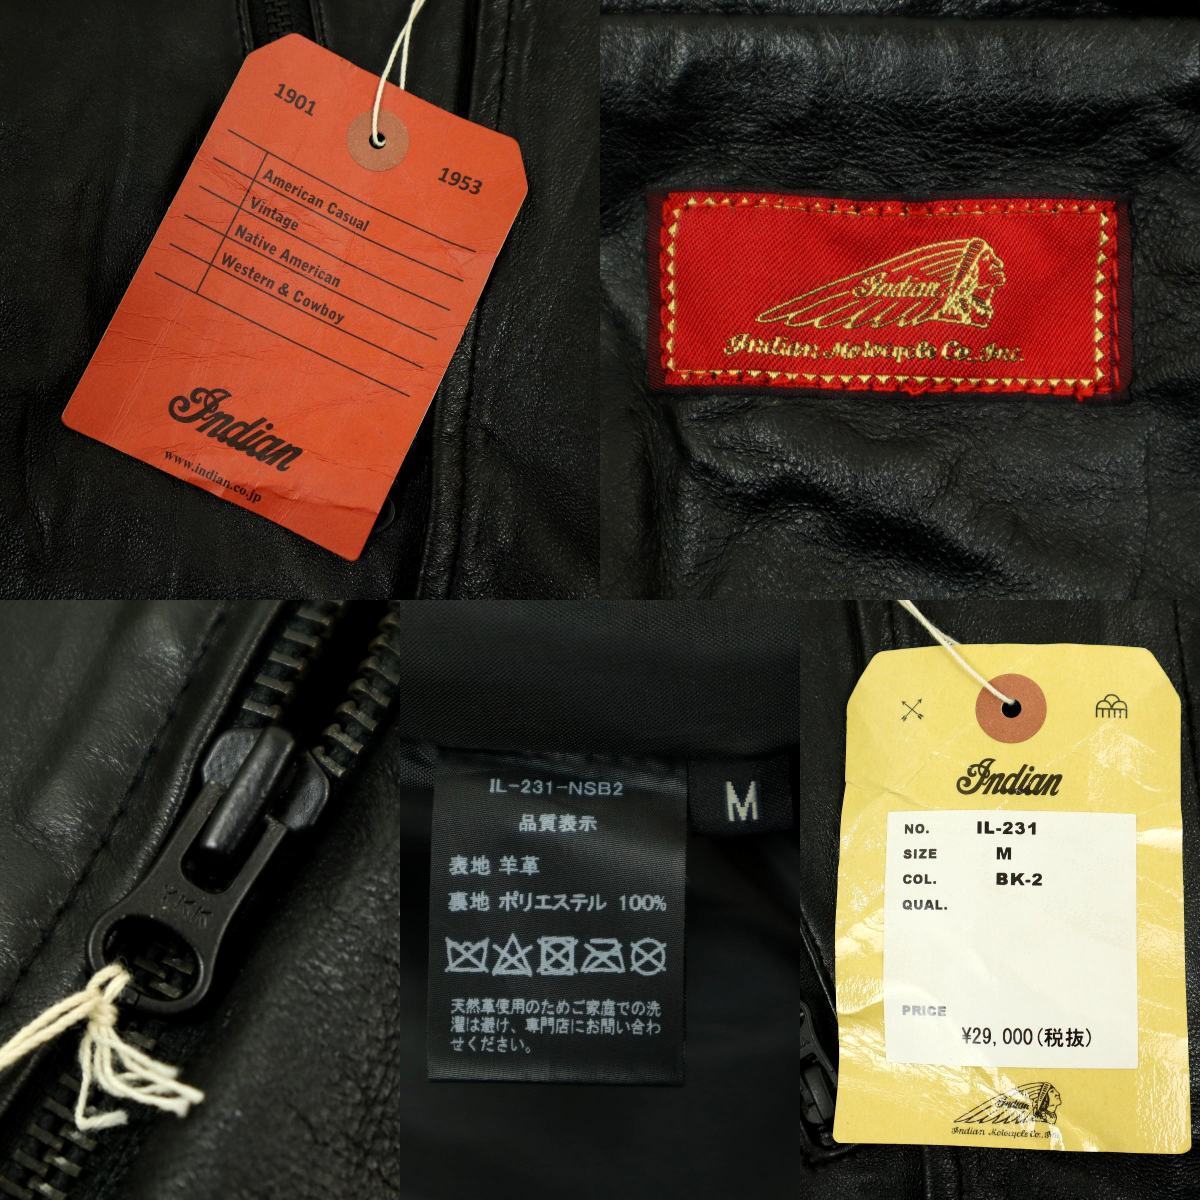 1901
1953
American Casual
Vintage
Native American
Western & Cowboy
Indian
www.indian.co.jp
Indian
Indian Motocycle Co., Inc.
YKK
IL-231-NSB2
品質表示
表地 羊革
裏地 ポリエステル 100%
天然革使用のためご家庭での洗
濯は避け、専門店にお問い合わ
せください。
M
Indian
NO. IL-231
SIZE M
COL. BK-2
QUAL.
PRICE
¥29,000(税抜)
Indian
Indian Motocycle Co., Inc.